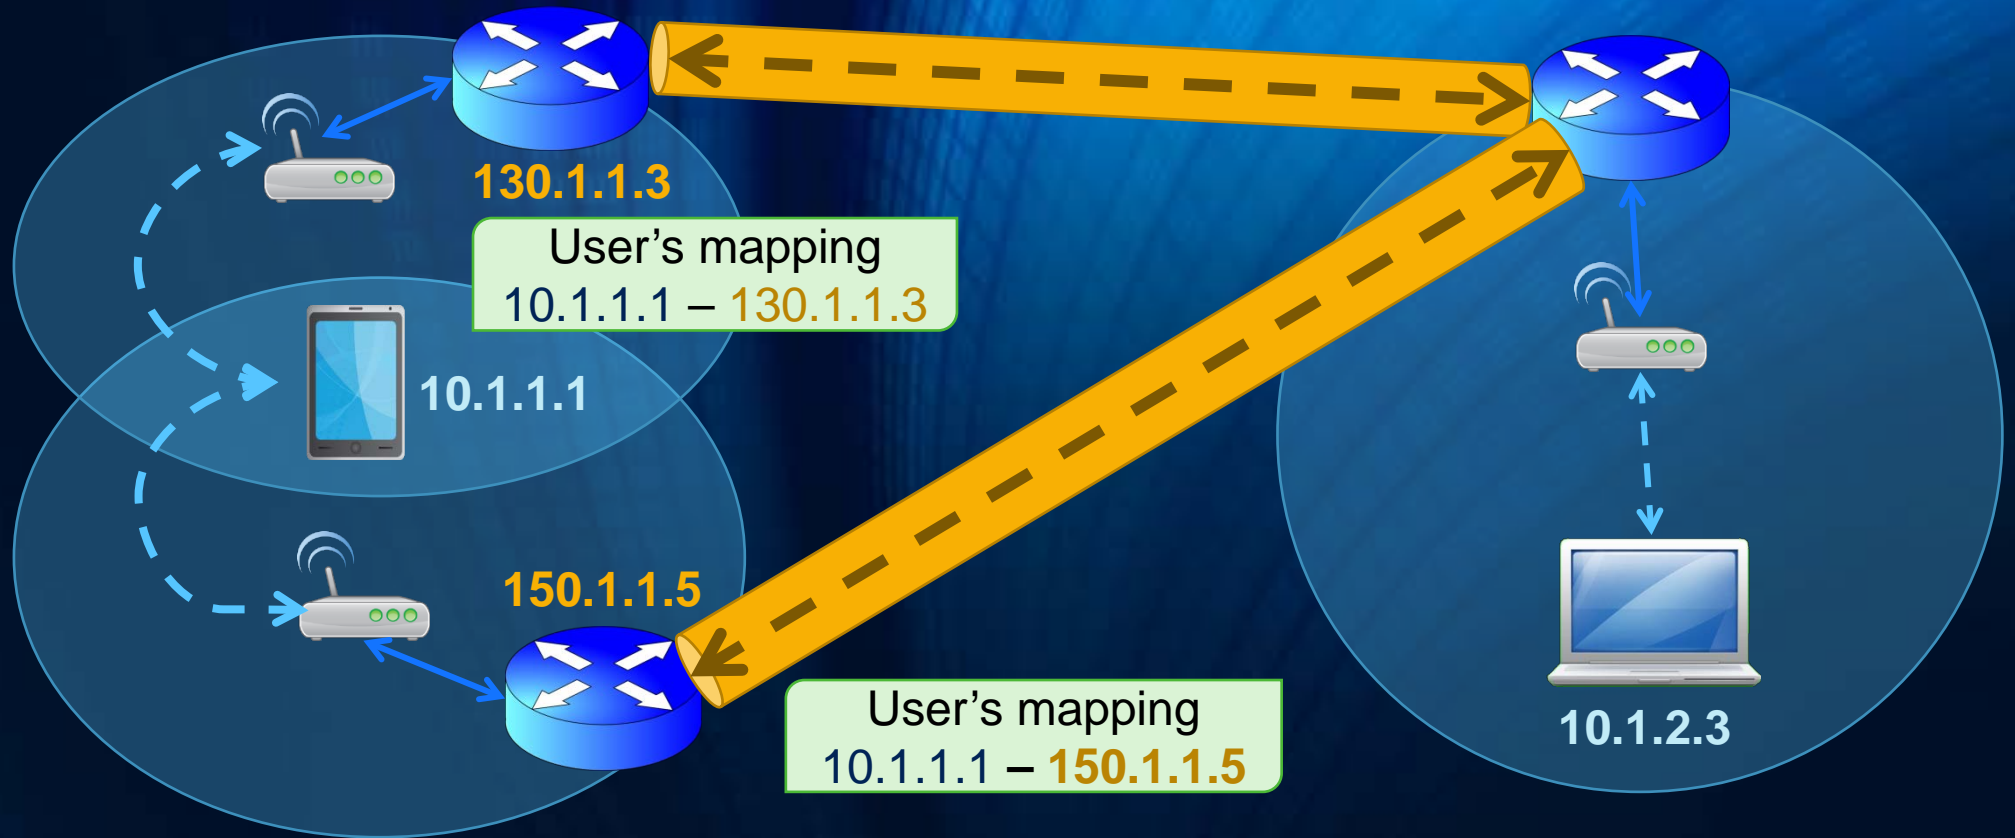 130.1.1.3
User’s mapping
10.1.1.1 – 130.1.1.3
10.1.1.1
150.1.1.5
User’s mapping
10.1.1.1 – 150.1.1.5
10.1.2.3